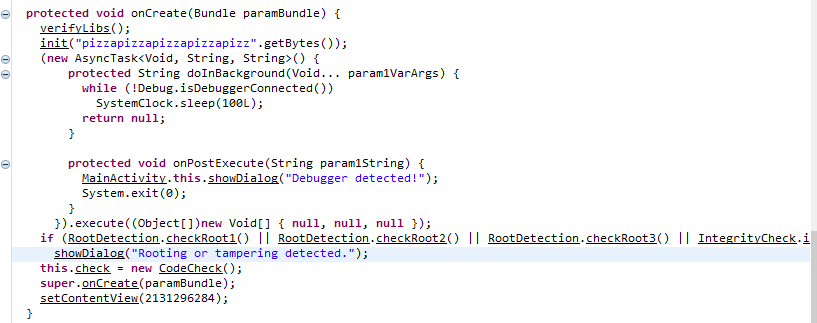 protected void onCreate(Bundle paramBundle) {
verifyLibs();
init("pizzapizzapizzapizzapizz".getBytes());
(new AsyncTask<Void, String, String>() {
protected String doInBackground(Void... param1VarArgs) {
while (!Debug.isDebuggerConnected())
SystemClock.sleep(100L);
return null;
}
protected void onPostExecute(String param1String) {
MainActivity.this.showDialog("Debugger detected!");
System.exit(0);
}
}).execute((Object[])new Void[] { null, null, null });
if (RootDetection.checkRoot1() || RootDetection.checkRoot2() || RootDetection.checkRoot3() || IntegrityCheck.i
showDialog("Rooting or tampering detected.");
this.check = new CodeCheck();
super.onCreate(paramBundle);
setContentView(2131296284);
}